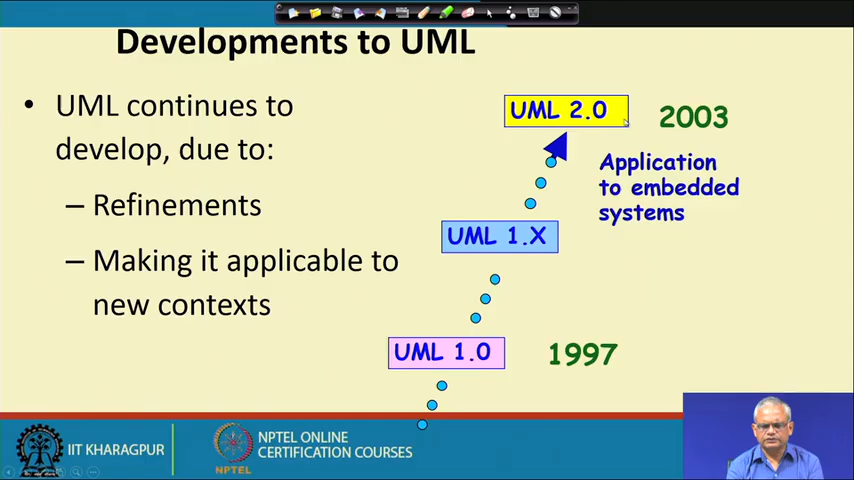 Developments to UML
• UML continues to
develop, due to:
– Refinements
– Making it applicable to
new contexts
UML 2.0
2003
Application
to embedded
systems
UML 1.X
UML 1.0
1997
IIT KHARAGPUR
NPTEL
NPTEL ONLINE
CERTIFICATION COURSES